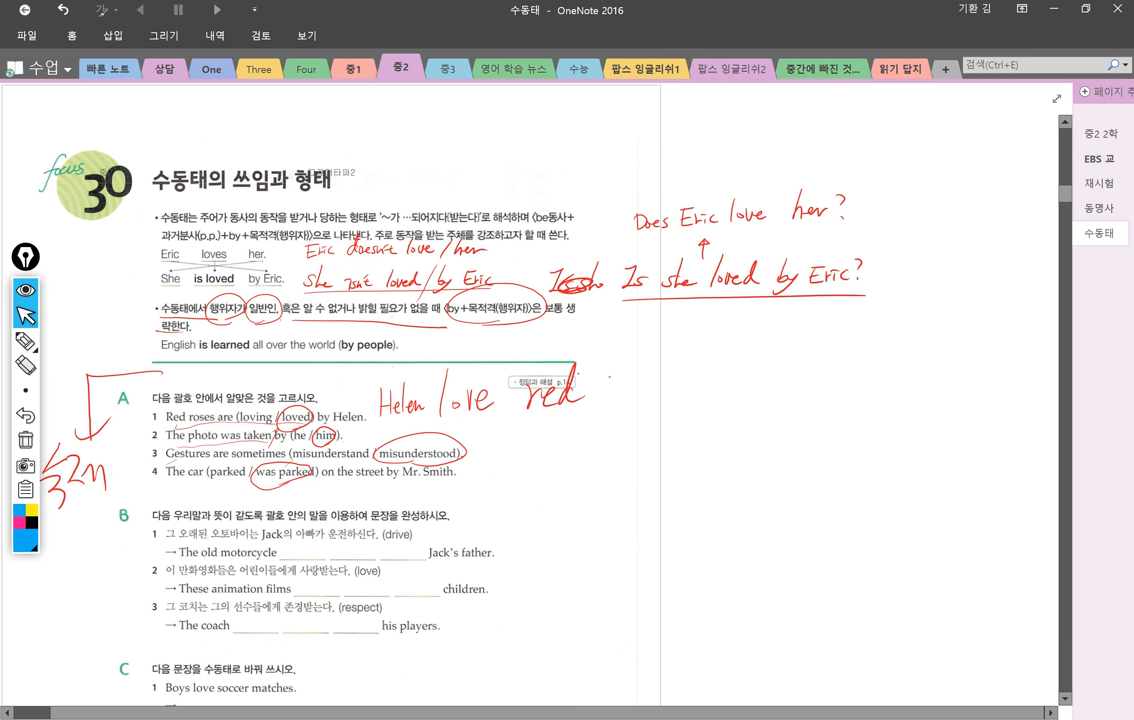 수동태 - OneNote 2016
기환 김
파일 홈 삽입 그리기 내역 검토 보기
수업 빠른 노트 상담 One Three Four 중1 중2 중3 영어 학습 뉴스 수능 팝스 잉글리쉬1 팝스 잉글리쉬2 중간에 빠진 것... 읽기 답지 +
검색(Ctrl+E)
페이지 추
중2 2학
EBS 교
재시험
동명사
수동태
focus
30
수동태의 쓰임과 형태
• 수동태는 주어가 동사의 동작을 받거나 당하는 형태로 '~가 …되어지다(받는다)'로 해석하며 〈be동사+
과거분사(p.p.)+by+목적격(행위자)〉으로 나타낸다. 주로 동작을 받는 주체를 강조하고자 할 때 쓴다.
Eric loves her.
Eric doesn't love / her
She is loved by Eric.
She isn't loved / by Eric
Does Eric love her?
Is she loved by Eric?
• 수동태에서 행위자가 일반인, 혹은 알 수 없거나 밝힐 필요가 없을 때 〈by+목적격(행위자)〉은 보통 생
략한다.
English is learned all over the world (by people).
Helen love red
A 다음 괄호 안에서 알맞은 것을 고르시오.
1 Red roses are (loving / loved) by Helen.
2 The photo was taken by (he / him).
3 Gestures are sometimes (misunderstand / misunderstood).
4 The car (parked / was parked) on the street by Mr. Smith.
B 다음 우리말과 뜻이 같도록 괄호 안의 말을 이용하여 문장을 완성하시오.
1 그 오래된 오토바이는 Jack의 아빠가 운전하신다. (drive)
→ The old motorcycle ____ ____ ____ Jack's father.
2 이 만화영화들은 어린이들에게 사랑받는다. (love)
→ These animation films ____ ____ ____ children.
3 그 코치는 그의 선수들에게 존경받는다. (respect)
→ The coach ____ ____ ____ his players.
C 다음 문장을 수동태로 바꿔 쓰시오.
1 Boys love soccer matches.
→